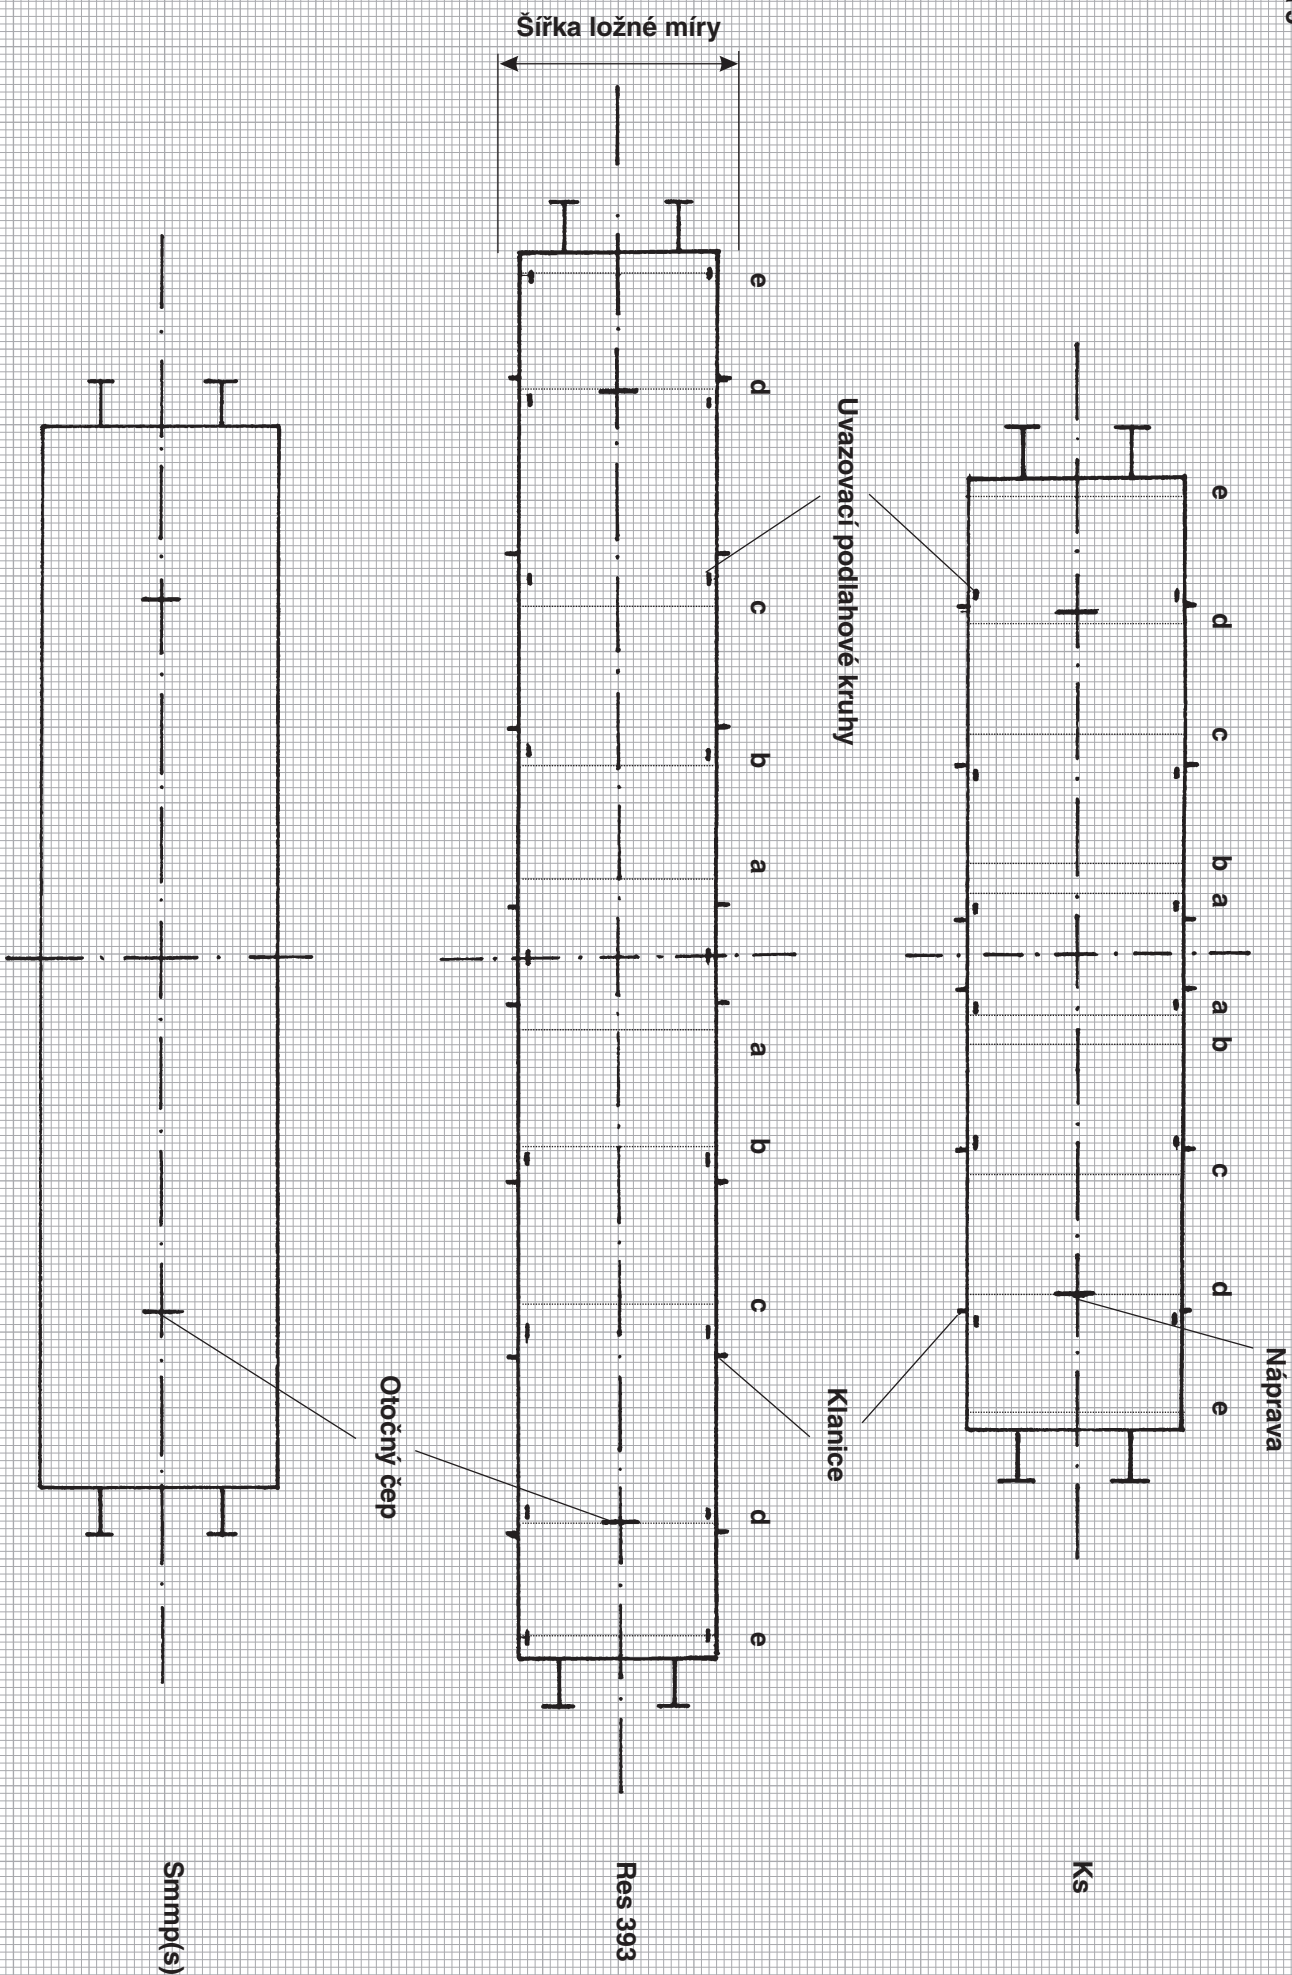 Šířka ložné míry
e
d
c
b
a
a
b
c
d
e
Náprava
Ks
Uvazovací podlahové kruhy
Klanice
e
d
c
b
a
a
b
c
d
e
Res 393
Otočný čep
Smmp(s)